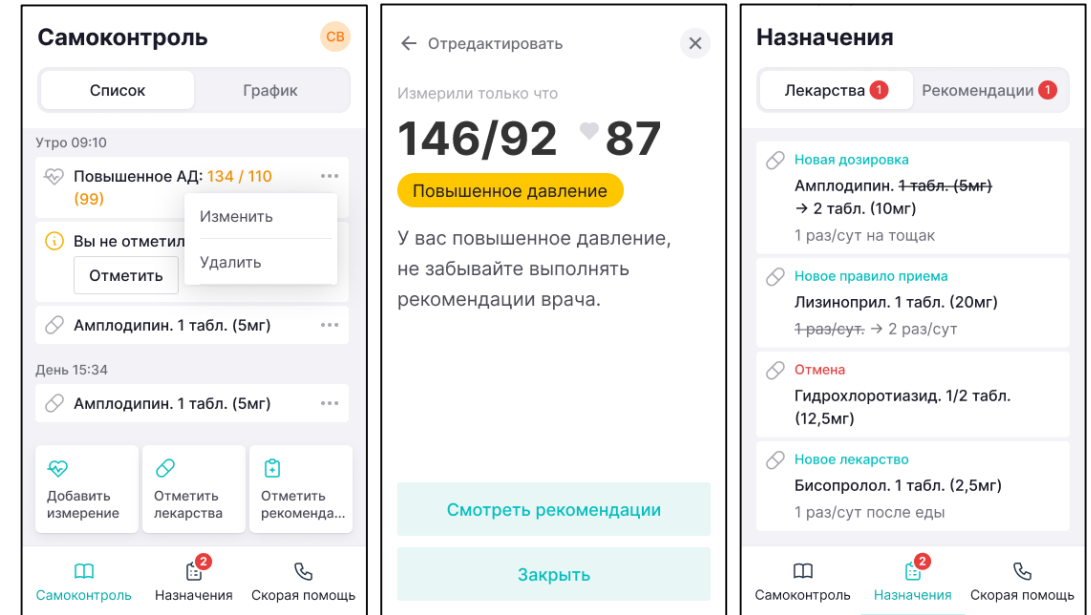 Самоконтроль
СВ
Список
График
Утро 09:10
Повышенное АД: 134 / 110
(99)
Изменить
Удалить
Вы не отметил
Отметить
Амплодипин. 1 табл. (5мг)
День 15:34
Амплодипин. 1 табл. (5мг)
Добавить
измерение
Отметить
лекарства
Отметить
рекоменда...
2
Самоконтроль
Назначения
Скорая помощь
Отредактировать
Измерили только что
146/92 87
Повышенное давление
У вас повышенное давление,
не забывайте выполнять
рекомендации врача.
Смотреть рекомендации
Закрыть
Назначения
Лекарства 1
Рекомендации 1
Новая дозировка
Амплодипин. 1 табл. (5мг)
→ 2 табл. (10мг)
1 раз/сут на тощак
Новое правило приема
Лизиноприл. 1 табл. (20мг)
1 раз/сут. → 2 раз/сут
Отмена
Гидрохлоротиазид. 1/2 табл.
(12,5мг)
Новое лекарство
Бисопролол. 1 табл. (2,5мг)
1 раз/сут после еды
2
Самоконтроль
Назначения
Скорая помощь